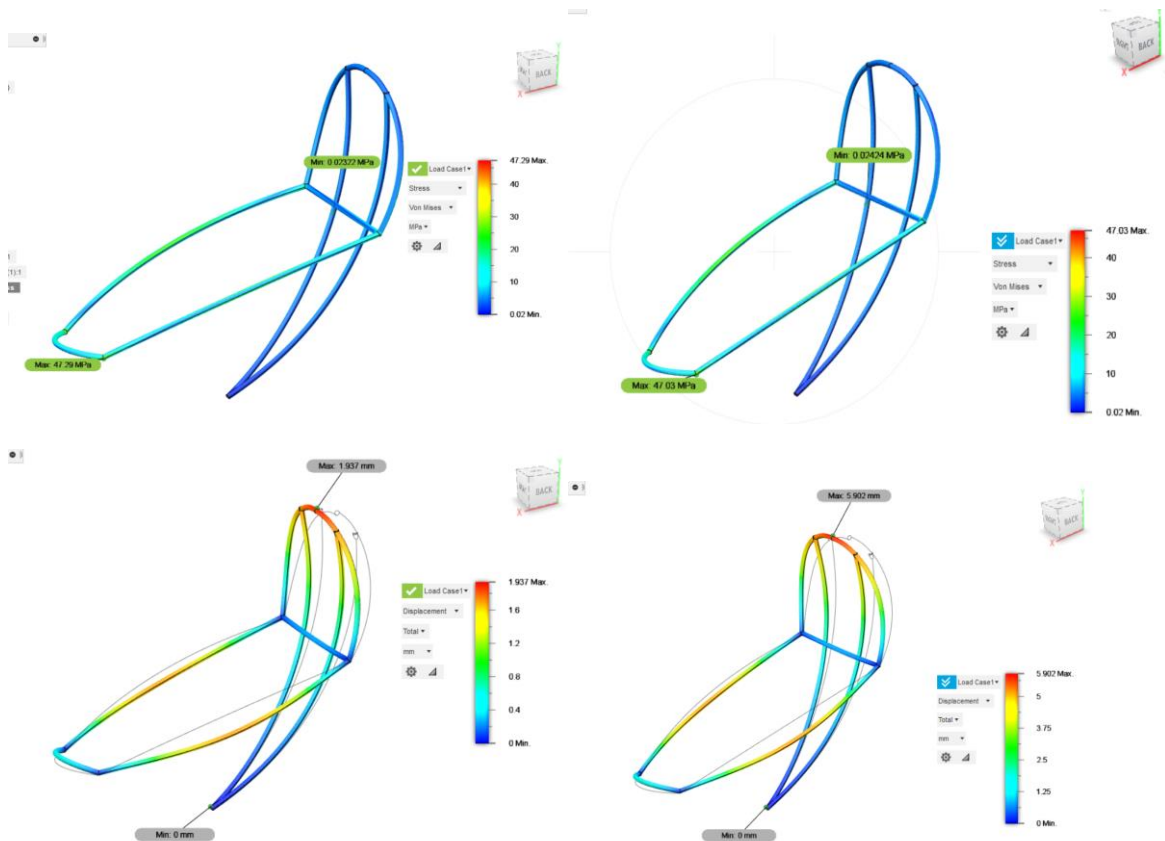 BACK
X
Min: 0.02322 MPa
Load Case1
Stress
Von Mises
MPa
47.29 Max.
40
30
20
10
0.02 Min.
(1):1
Max: 47.29 MPa
BACK
X
Min: 0.02424 MPa
Load Case1
Stress
Von Mises
MPa
47.03 Max.
40
30
20
10
0.02 Min.
Max: 47.03 MPa
Max: 1.937 mm
BACK
X
Load Case1
Displacement
Total
mm
1.937 Max.
1.6
1.2
0.8
0.4
0 Min.
Min: 0 mm
Max: 5.902 mm
BACK
X
Load Case1
Displacement
Total
mm
5.902 Max.
5
3.75
2.5
1.25
0 Min.
Min: 0 mm